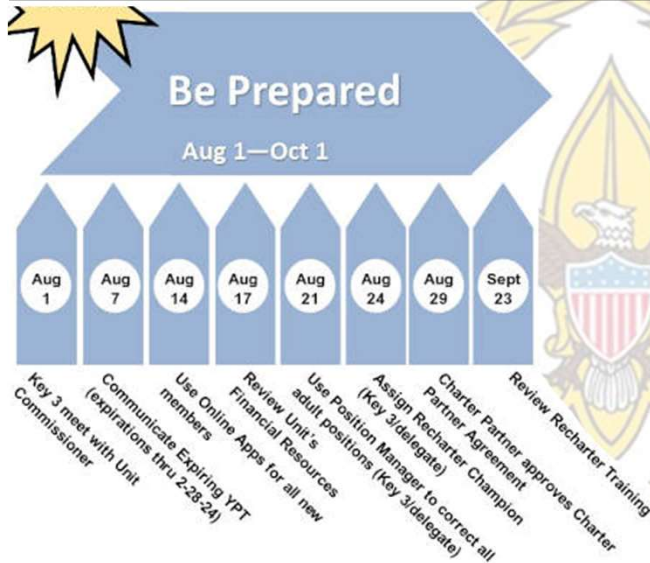 Be Prepared
Aug 1—Oct 1
Aug
1
Aug
7
Aug
14
Aug
17
Aug
21
Aug
24
Aug
29
Sept
23
Key 3 meet with Unit
Commissioner
Communicate Expiring YPT
(expirations thru 2-28-24)
Use Online Apps for all new
members
Review Unit's
Financial Resources
Use Position Manager to correct all
adult positions (Key 3/delegate)
Assign Recharter Champion
(Key 3/delegate)
Charter Partner approves Charter
Partner Agreement
Review Recharter Training